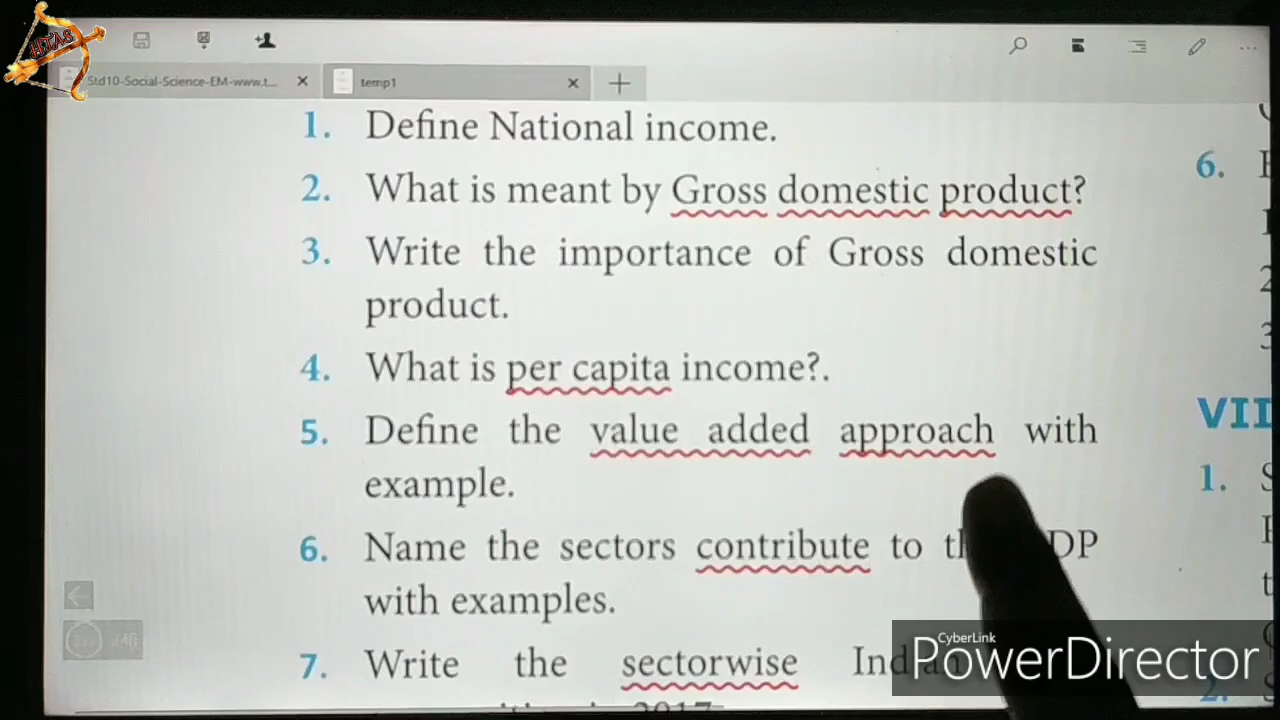 HTAS
Std10-Social-Science-EM-www.t...
temp1
1. Define National income.
2. What is meant by Gross domestic product?
3. Write the importance of Gross domestic
product.
4. What is per capita income?.
5. Define the value added approach with
example.
6. Name the sectors contribute to DP
with examples.
7. Write the sectorwise
2017
6.
VII
1.
2.
CyberLink
PowerDirector